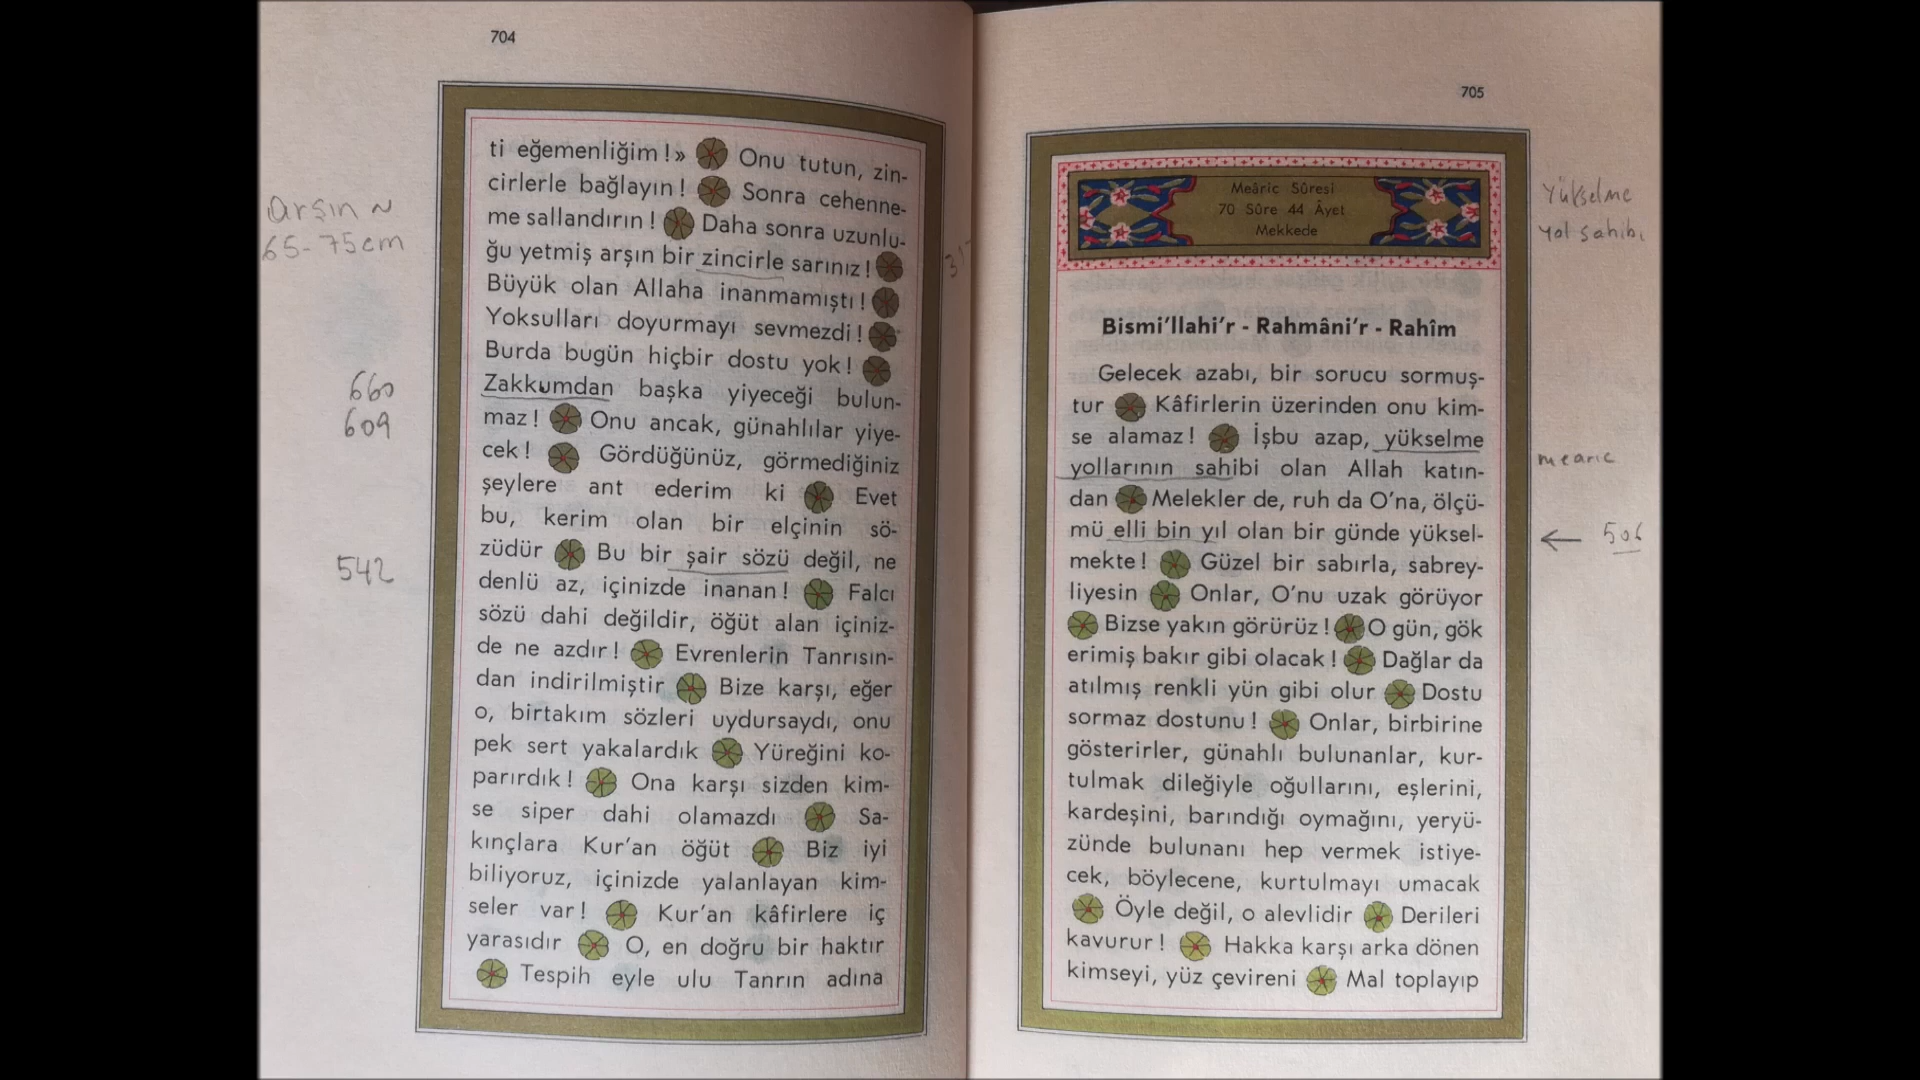 704
ti eğemenliğim!» Onu tutun, zin-
cirlerle bağlayın! Sonra cehenne-
me sallandırın! Daha sonra uzunlu-
ğu yetmiş arşın bir zincirle sarınız!
Büyük olan Allaha inanmamıştı!
Yoksulları doyurmayı sevmezdi!
Burda bugün hiçbir dostu yok!
Zakkumdan başka yiyeceği bulun-
maz! Onu ancak, günahlılar yiye-
cek! Gördüğünüz, görmediğiniz
şeylere ant ederim ki Evet
bu, kerim olan bir elçinin sö-
züdür Bu bir şair sözü değil, ne
denlü az, içinizde inanan! Falcı
sözü dahi değildir, öğüt alan içiniz-
de ne azdır! Evrenlerin Tanrısın-
dan indirilmiştir Bize karşı, eğer
o, birtakım sözleri uydursaydı, onu
pek sert yakalardık Yüreğini ko-
parırdık! Ona karşı sizden kim-
se siper dahi olamazdı Sa-
kınçlara Kur'an öğüt Biz iyi
biliyoruz, içinizde yalanlayan kim-
seler var! Kur'an kâfirlere iç
yarasıdır O, en doğru bir haktır
Tespih eyle ulu Tanrın adına
arşın ~
65-75cm
660
609
542
705
Meâric Sûresi
70 Sûre 44 Âyet
Mekkede
Bismi'llahi'r - Rahmâni'r - Rahîm
Gelecek azabı, bir sorucu sormuş-
tur Kâfirlerin üzerinden onu kim-
se alamaz! İşbu azap, yükselme
yollarının sahibi olan Allah katın-
dan Melekler de, ruh da O'na, ölçü-
mü elli bin yıl olan bir günde yüksel-
mekte! Güzel bir sabırla, sabrey-
liyesin Onlar, O'nu uzak görüyor
Bizse yakın görürüz! O gün, gök
erimiş bakır gibi olacak! Dağlar da
atılmış renkli yün gibi olur Dostu
sormaz dostunu! Onlar, birbirine
gösterirler, günahlı bulunanlar, kur-
tulmak dileğiyle oğullarını, eşlerini,
kardeşini, barındığı oymağını, yeryü-
zünde bulunanı hep vermek istiye-
cek, böylecene, kurtulmayı umacak
Öyle değil, o alevlidir Derileri
kavurur! Hakka karşı arka dönen
kimseyi, yüz çevireni Mal toplayıp
Yükselme
yol sahibi
mearic
← 506